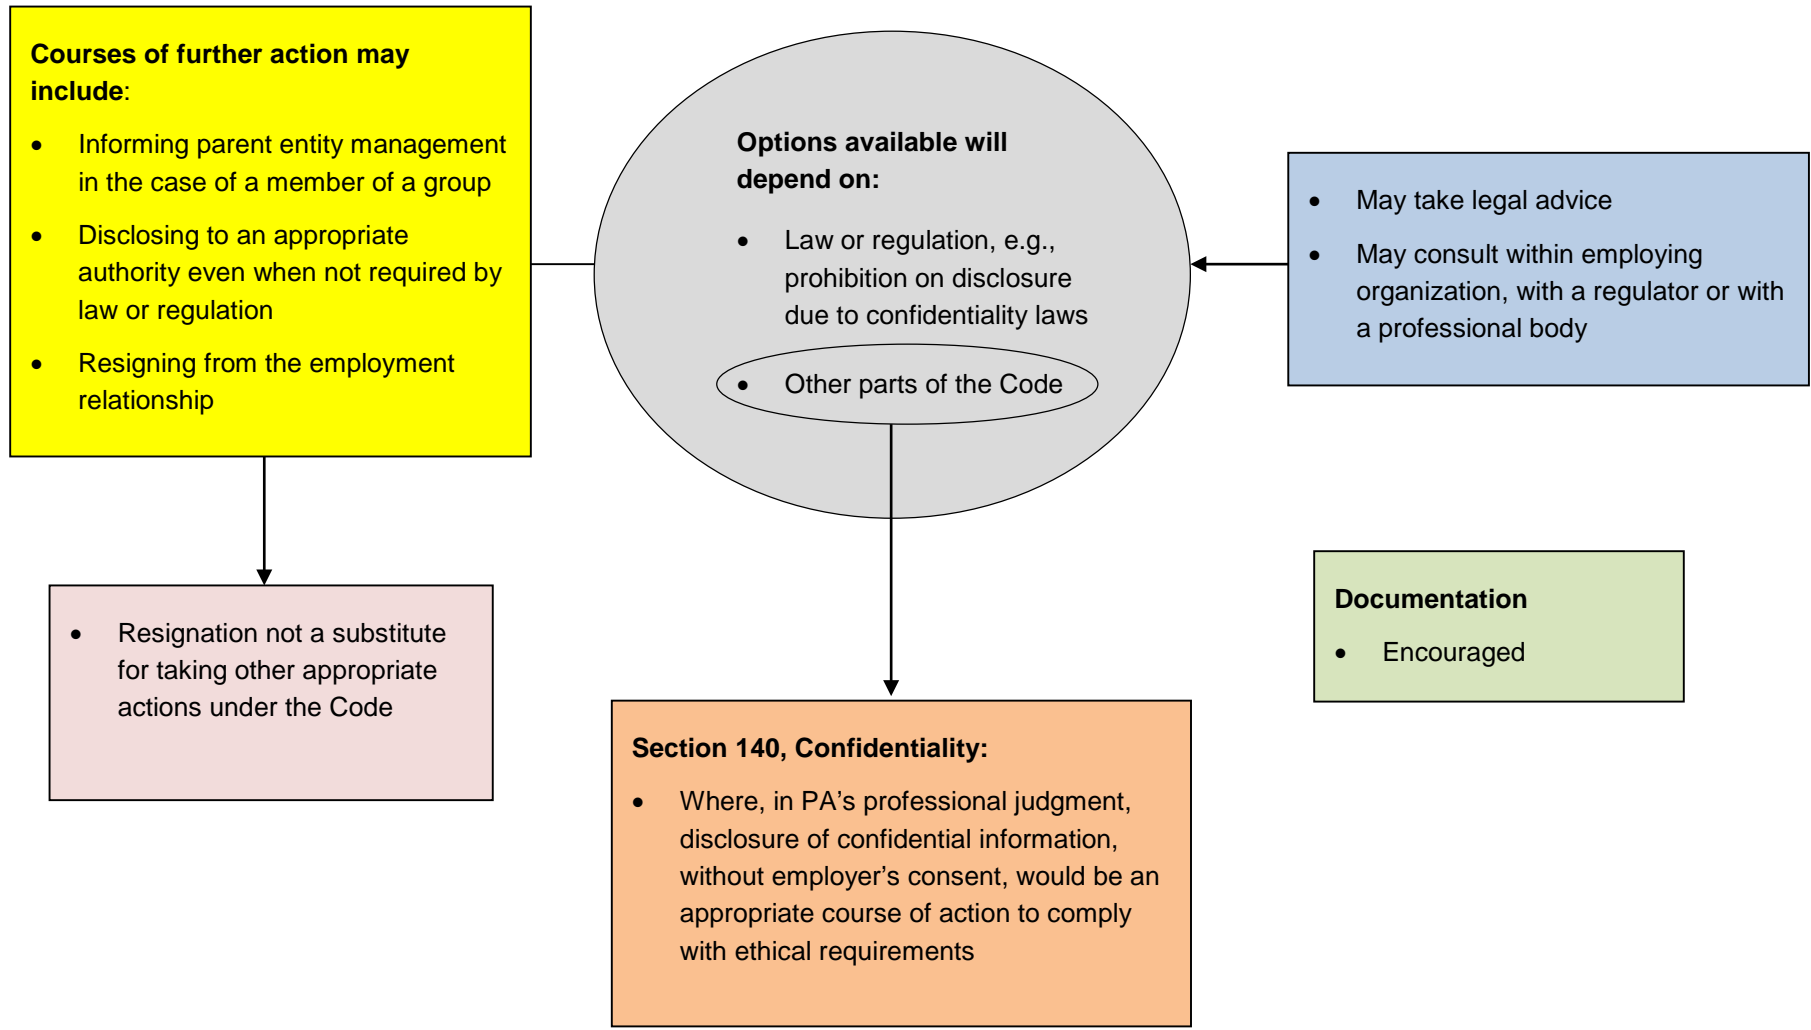 Courses of further action may
include:
• Informing parent entity management
in the case of a member of a group
• Disclosing to an appropriate
authority even when not required by
law or regulation
• Resigning from the employment
relationship
Options available will
depend on:
• Law or regulation, e.g.,
prohibition on disclosure
due to confidentiality laws
• Other parts of the Code
• May take legal advice
• May consult within employing
organization, with a regulator or with
a professional body
• Resignation not a substitute
for taking other appropriate
actions under the Code
Section 140, Confidentiality:
• Where, in PA’s professional judgment,
disclosure of confidential information,
without employer’s consent, would be an
appropriate course of action to comply
with ethical requirements
Documentation
• Encouraged